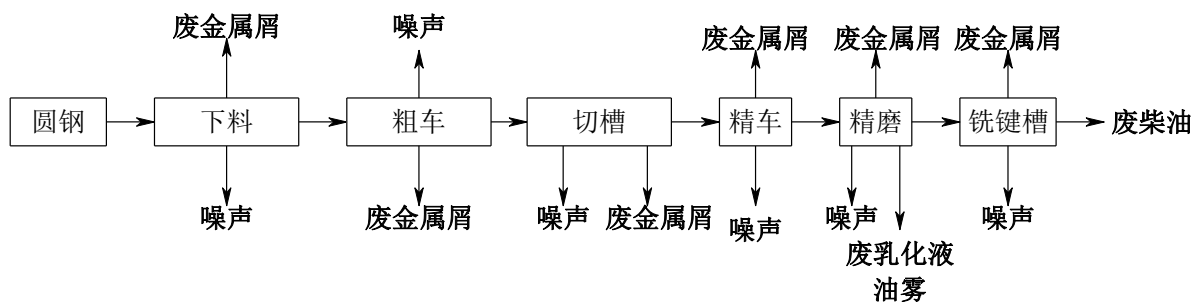 废金属屑
噪声
废金属屑
废金属屑
废金属屑
圆钢
下料
粗车
切槽
精车
精磨
铣键槽
废柴油
噪声
废金属屑
噪声
废金属屑
噪声
噪声
噪声
废乳化液
油雾